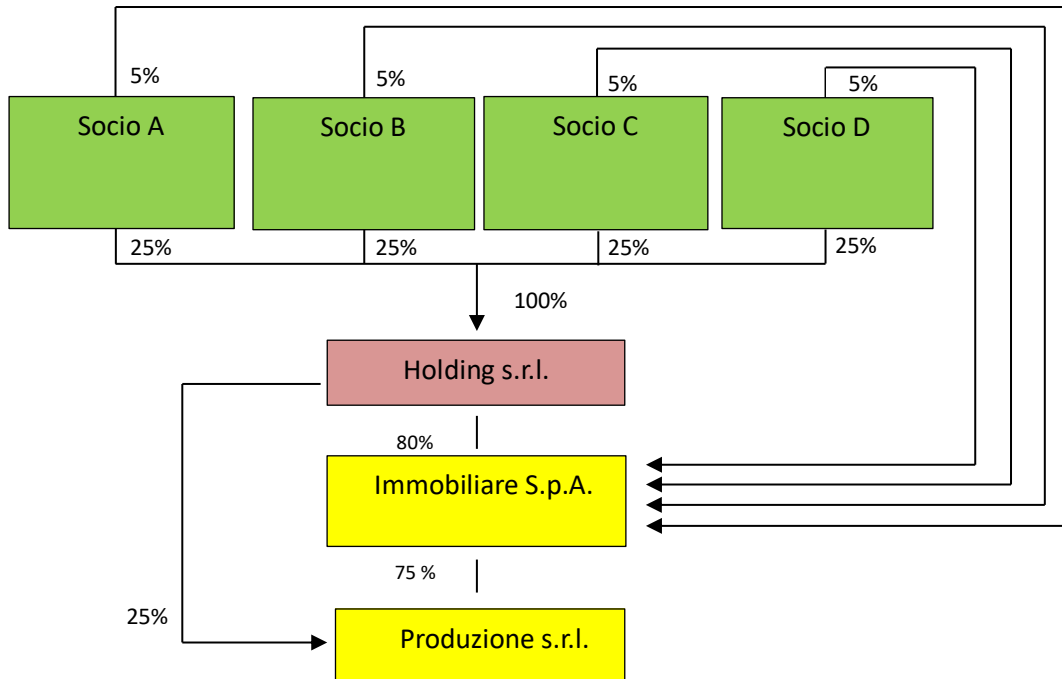 5%
5%
5%
5%
Socio A
Socio B
Socio C
Socio D
25%
25%
25%
25%
100%
Holding s.r.l.
80%
Immobiliare S.p.A.
75 %
25%
Produzione s.r.l.